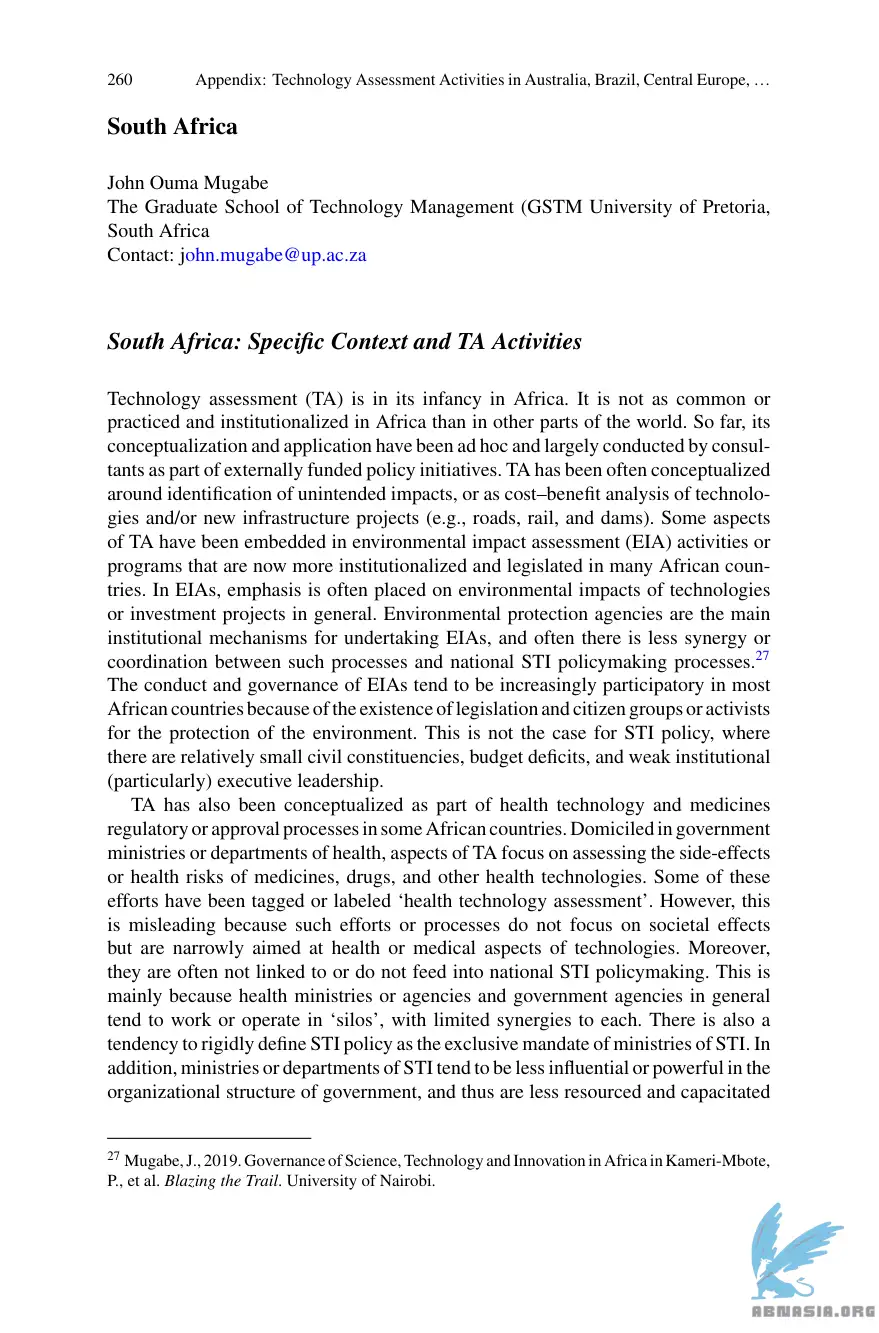 260 Appendix: Technology Assessment Activities in Australia, Brazil, Central Europe, …
South Africa
John Ouma Mugabe
The Graduate School of Technology Management (GSTM University of Pretoria,
South Africa
Contact: john.mugabe@up.ac.za
South Africa: Specific Context and TA Activities
Technology assessment (TA) is in its infancy in Africa. It is not as common or
practiced and institutionalized in Africa than in other parts of the world. So far, its
conceptualization and application have been ad hoc and largely conducted by consul-
tants as part of externally funded policy initiatives. TA has been often conceptualized
around identification of unintended impacts, or as cost–benefit analysis of technolo-
gies and/or new infrastructure projects (e.g., roads, rail, and dams). Some aspects
of TA have been embedded in environmental impact assessment (EIA) activities or
programs that are now more institutionalized and legislated in many African coun-
tries. In EIAs, emphasis is often placed on environmental impacts of technologies
or investment projects in general. Environmental protection agencies are the main
institutional mechanisms for undertaking EIAs, and often there is less synergy or
coordination between such processes and national STI policymaking processes.27
The conduct and governance of EIAs tend to be increasingly participatory in most
African countries because of the existence of legislation and citizen groups or activists
for the protection of the environment. This is not the case for STI policy, where
there are relatively small civil constituencies, budget deficits, and weak institutional
(particularly) executive leadership.
TA has also been conceptualized as part of health technology and medicines
regulatory or approval processes in some African countries. Domiciled in government
ministries or departments of health, aspects of TA focus on assessing the side-effects
or health risks of medicines, drugs, and other health technologies. Some of these
efforts have been tagged or labeled ‘health technology assessment’. However, this
is misleading because such efforts or processes do not focus on societal effects
but are narrowly aimed at health or medical aspects of technologies. Moreover,
they are often not linked to or do not feed into national STI policymaking. This is
mainly because health ministries or agencies and government agencies in general
tend to work or operate in ‘silos’, with limited synergies to each. There is also a
tendency to rigidly define STI policy as the exclusive mandate of ministries of STI. In
addition, ministries or departments of STI tend to be less influential or powerful in the
organizational structure of government, and thus are less resourced and capacitated
27 Mugabe, J., 2019. Governance of Science, Technology and Innovation in Africa in Kameri-Mbote,
P., et al. Blazing the Trail. University of Nairobi.
ABNASIA.ORG